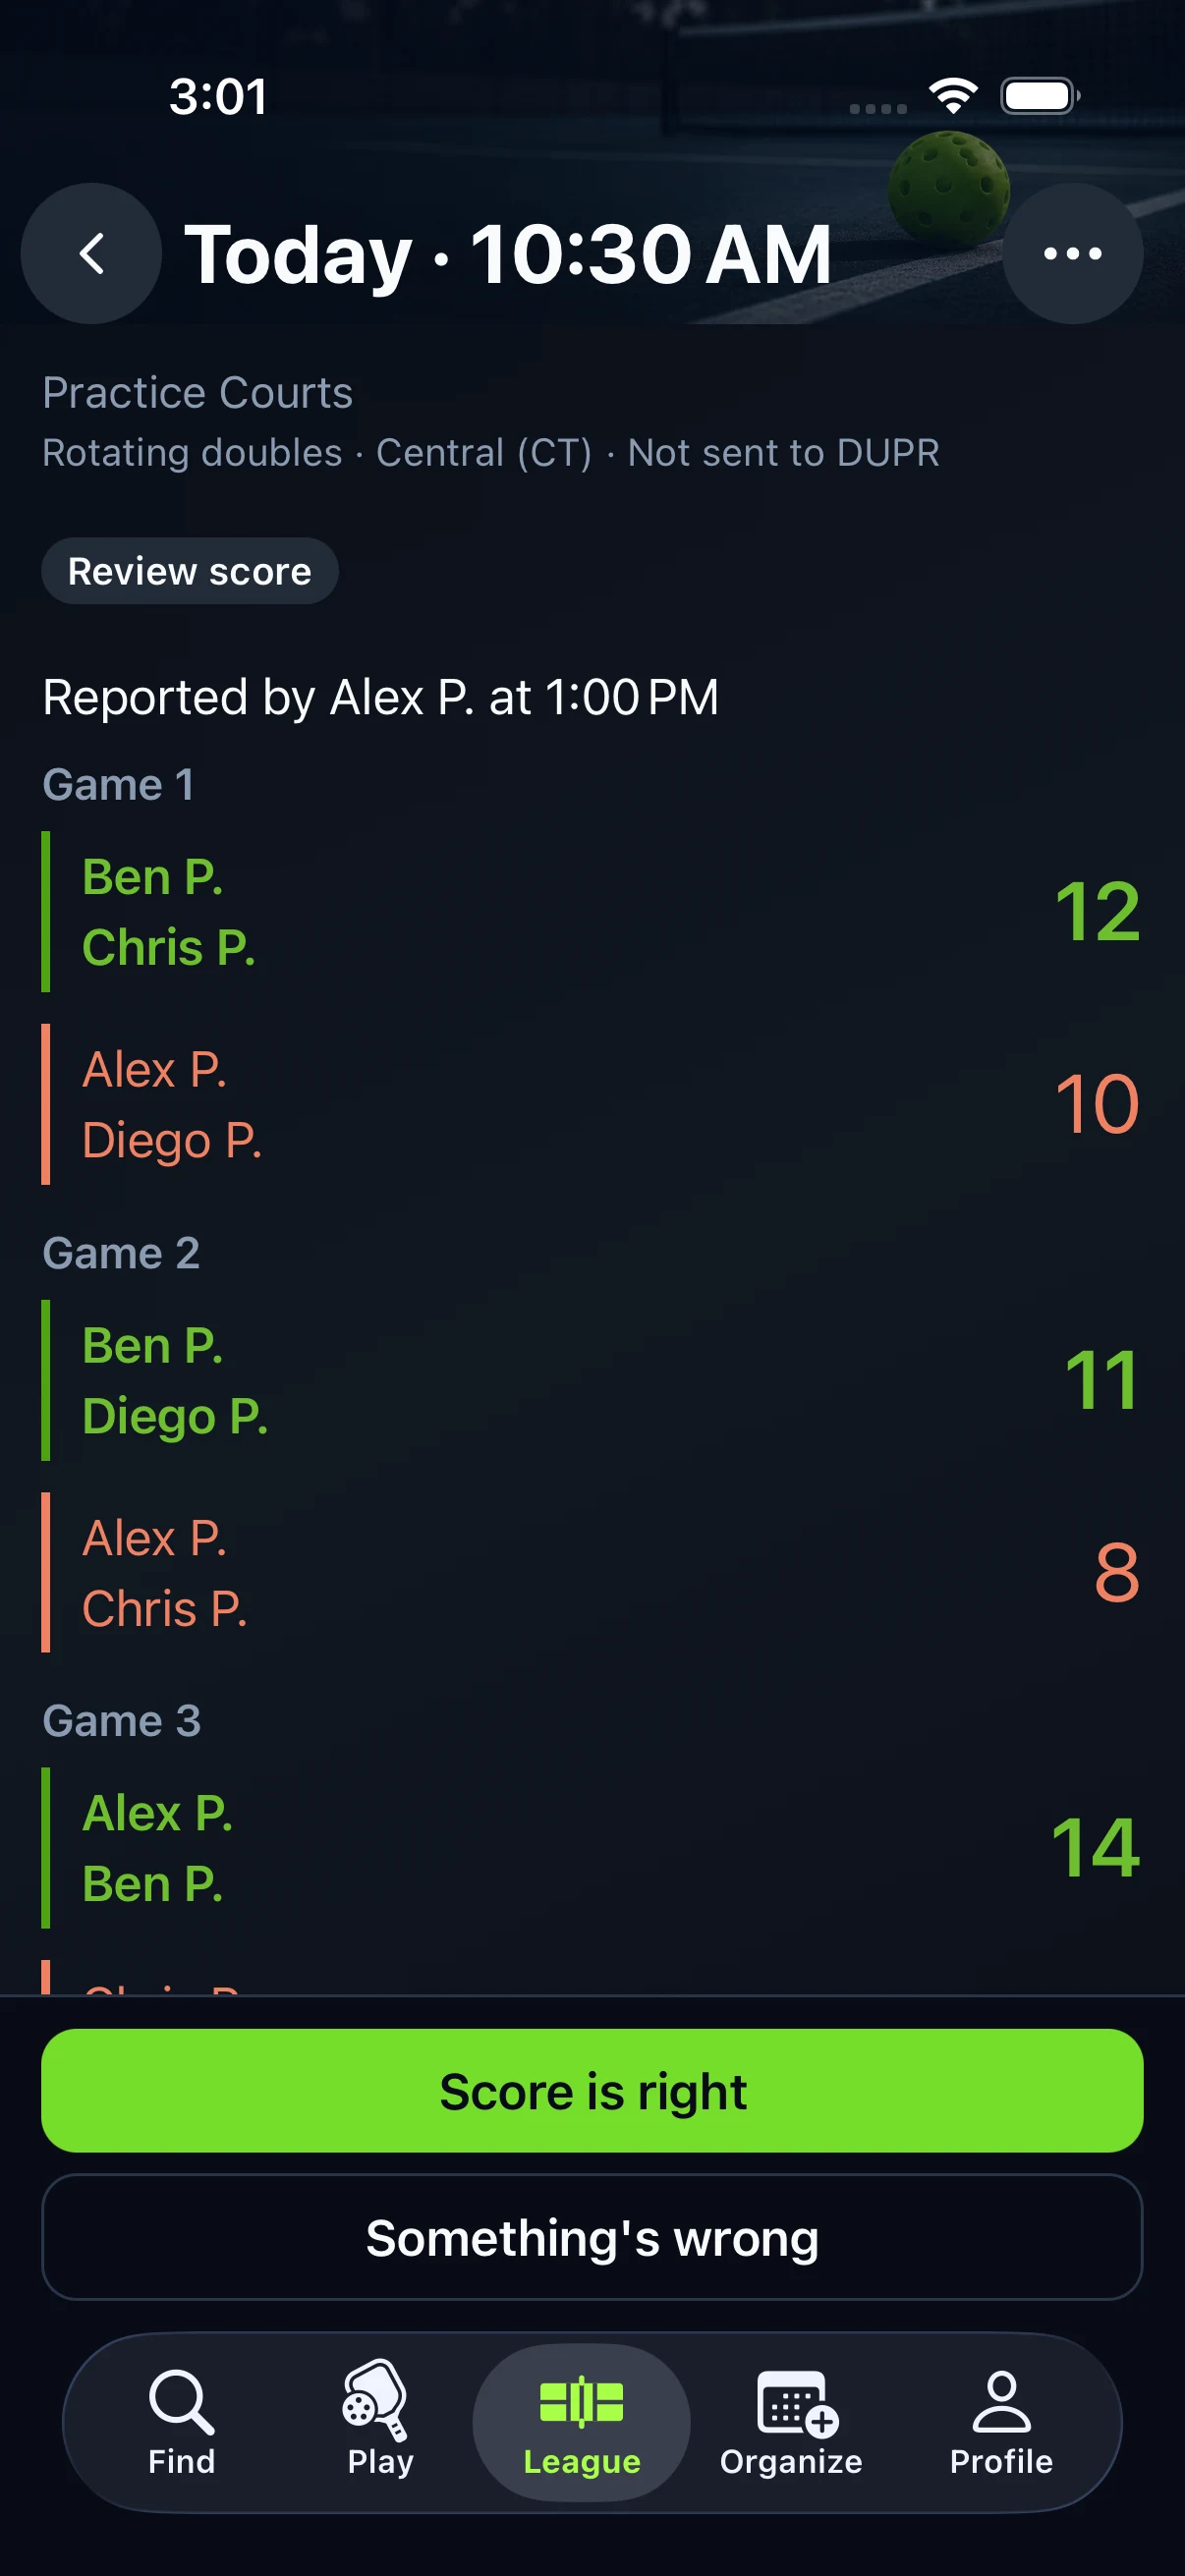 3:01
Today · 10:30 AM
Practice Courts
Rotating doubles · Central (CT) · Not sent to DUPR
Review score
Reported by Alex P. at 1:00 PM
Game 1
Ben P.
Chris P.
12
Alex P.
Diego P.
10
Game 2
Ben P.
Diego P.
11
Alex P.
Chris P.
8
Game 3
Alex P.
Ben P.
14
Score is right
Something's wrong
Find
Play
League
Organize
Profile